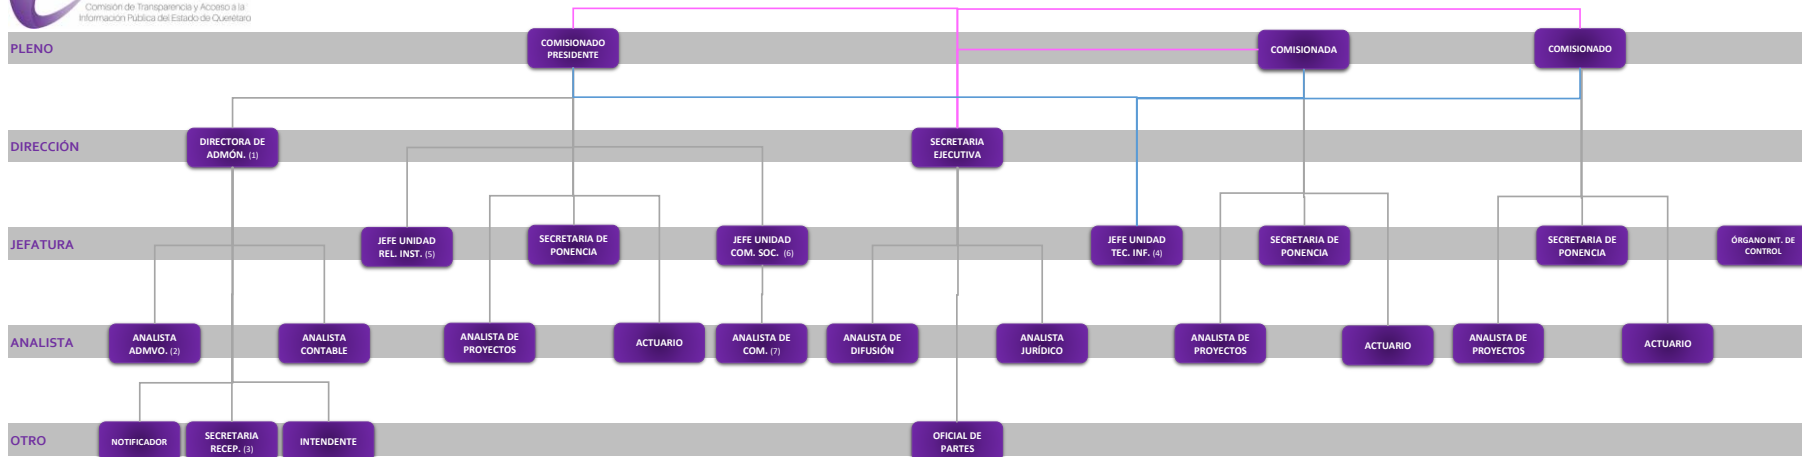 Comisión de Transparencia y Acceso a la
Información Pública del Estado de Querétaro
PLENO
COMISIONADO
PRESIDENTE
COMISIONADA
COMISIONADO
DIRECCIÓN
DIRECTORA DE
ADMÓN. (1)
SECRETARIA
EJECUTIVA
JEFATURA
JEFE UNIDAD
REL. INST. (5)
SECRETARIA DE
PONENCIA
JEFE UNIDAD
COM. SOC. (6)
JEFE UNIDAD
TEC. INF. (4)
SECRETARIA DE
PONENCIA
SECRETARIA DE
PONENCIA
ÓRGANO INT. DE
CONTROL
ANALISTA
ANALISTA
ADMVO. (2)
ANALISTA
CONTABLE
ANALISTA DE
PROYECTOS
ACTUARIO
ANALISTA DE
COM. (7)
ANALISTA DE
DIFUSIÓN
ANALISTA
JURÍDICO
ANALISTA DE
PROYECTOS
ACTUARIO
ANALISTA DE
PROYECTOS
ACTUARIO
OTRO
NOTIFICADOR
SECRETARIA
RECEP. (3)
INTENDENTE
OFICIAL DE
PARTES